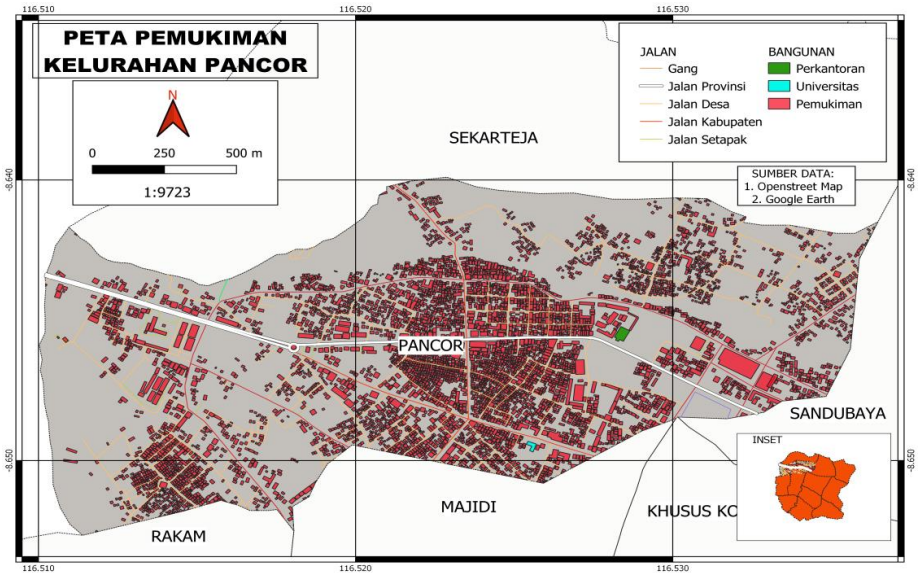 116.510
116.520
116.530
PETA PEMUKIMAN
KELURAHAN PANCOR
N
0 250 500 m
1:9723
JALAN
Gang
Jalan Provinsi
Jalan Desa
Jalan Kabupaten
Jalan Setapak
BANGUNAN
Perkantoran
Universitas
Pemukiman
SUMBER DATA:
1. Openstreet Map
2. Google Earth
-8.640
-8.640
SEKARTEJA
PANCOR
SANDUBAYA
-8.650
-8.650
INSET
MAJIDI
KHUSUS KO
RAKAM
116.510
116.520
116.530